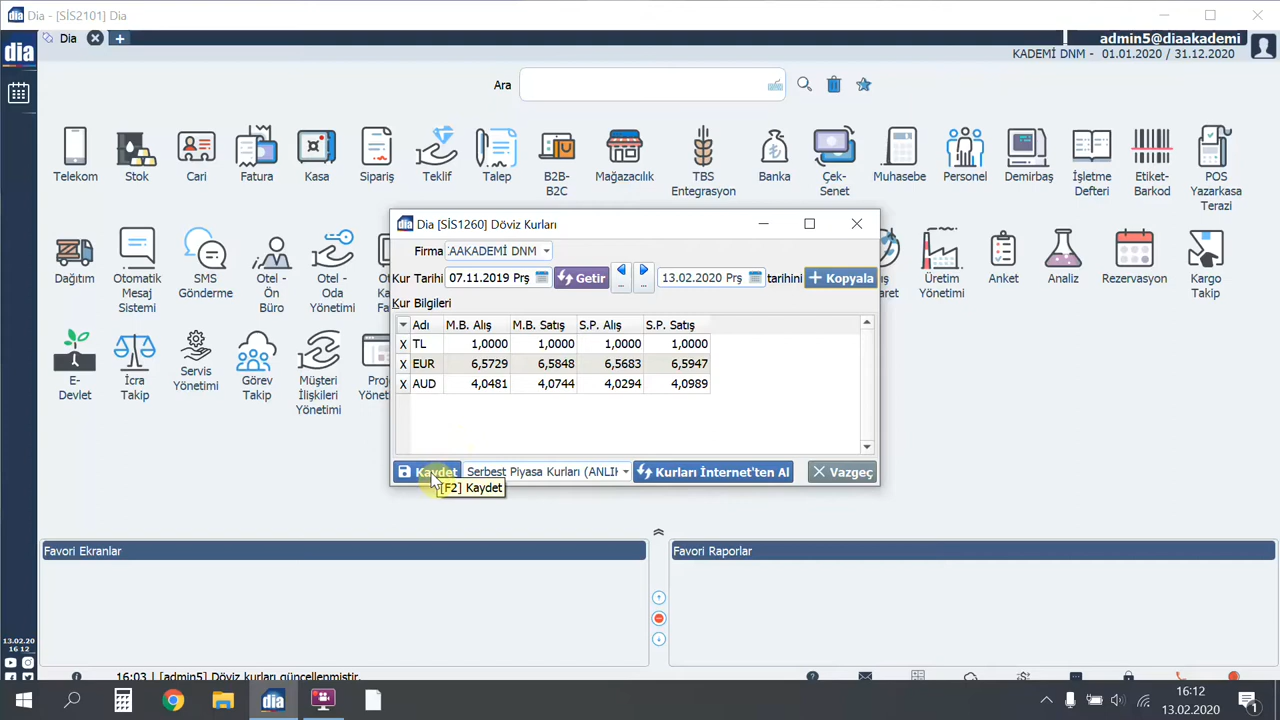 Dia - [SİS2101] Dia
Dia
admin5@diaakademi
KADEMİ DNM - 01.01.2020 / 31.12.2020
dia
Ara
Telekom
Stok
Cari
Fatura
Kasa
Sipariş
Teklif
Talep
B2B-
B2C
Mağazacılık
TBS
Entegrasyon
Banka
Çek-
Senet
Muhasebe
Personel
Demirbaş
İşletme
Defteri
Etiket-
Barkod
POS
Yazarkasa
Terazi
Dağıtım
Otomatik
Mesaj
Sistemi
SMS
Gönderme
Otel -
Ön
Büro
Otel -
Oda
Yönetimi
Üretim
Yönetimi
Anket
Analiz
Rezervasyon
Kargo
Takip
E-
Devlet
İcra
Takip
Servis
Yönetimi
Görev
Takip
Müşteri
İlişkileri
Yönetimi
Dia [SİS1260] Döviz Kurları
Firma AAKADEMİ DNM
Kur Tarihi 07.11.2019 Prş Getir ... ... 13.02.2020 Prş tarihini Kopyala
Kur Bilgileri
Adı M.B. Alış M.B. Satış S.P. Alış S.P. Satış
X TL 1,0000 1,0000 1,0000 1,0000
X EUR 6,5729 6,5848 6,5683 6,5947
X AUD 4,0481 4,0744 4,0294 4,0989
Kaydet Serbest Piyasa Kurları (ANLIK Kurları İnternet'ten Al Vazgeç
[F2] Kaydet
Favori Ekranlar
Favori Raporlar
13.02.20
16 12
16:03 | [admin5] Döviz kurları güncellenmiştir.
16:12
13.02.2020
1